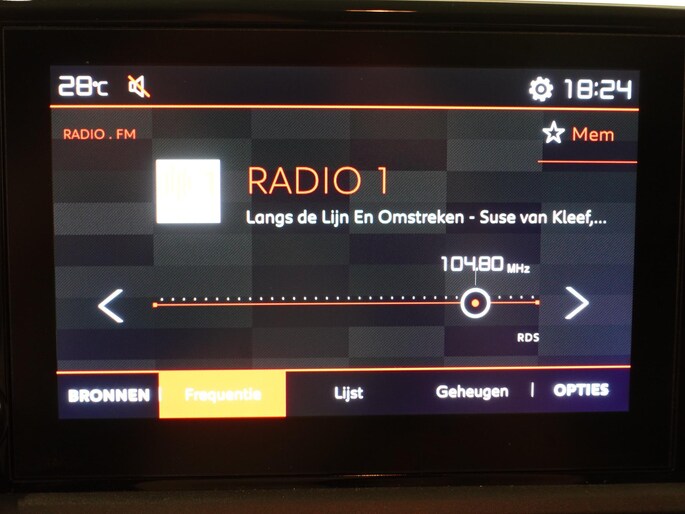 28°C 18:24
RADIO . FM
Mem
RADIO 1
Langs de Lijn En Omstreken - Suse van Kleef,...
104.80 MHz
RDS
BRONNEN Frequentie Lijst Geheugen OPTIES